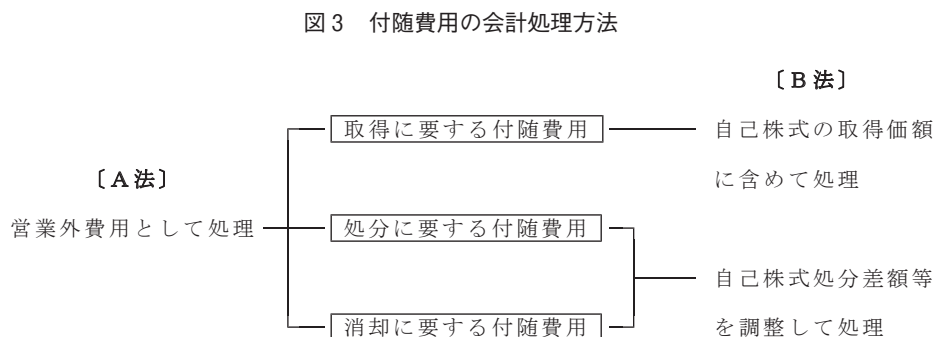 図3 付随費用の会計処理方法
〔B法〕
取得に要する付随費用
自己株式の取得価額
〔A法〕
に含めて処理
営業外費用として処理
処分に要する付随費用
自己株式処分差額等
消却に要する付随費用
を調整して処理